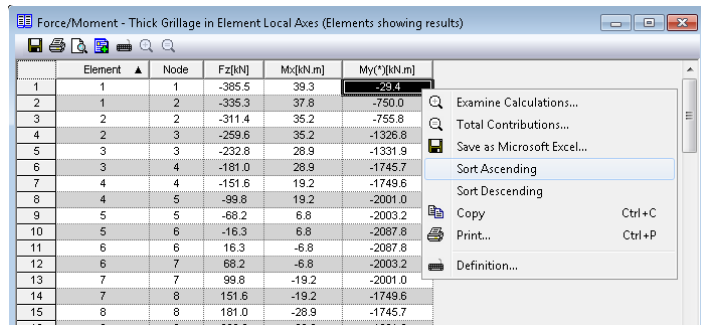 Force/Moment - Thick Grillage in Element Local Axes (Elements showing results)
Element ▲ Node Fz[kN] Mx[kN.m] My(*)[kN.m]
1 1 1 -385.5 39.3 -29.4
2 1 2 -335.3 37.8 -750.0 Examine Calculations...
3 2 2 -311.4 35.2 -755.8 Total Contributions...
4 2 3 -259.6 35.2 -1326.8
5 3 3 -232.8 28.9 -1331.9 Save as Microsoft Excel...
6 3 4 -181.0 28.9 -1745.7 Sort Ascending
7 4 4 -151.6 19.2 -1749.6 Sort Descending
8 4 5 -99.8 19.2 -2001.0
9 5 5 -68.2 6.8 -2003.2 Copy Ctrl+C
10 5 6 -16.3 6.8 -2087.8 Print... Ctrl+P
11 6 6 16.3 -6.8 -2087.8
12 6 7 68.2 -6.8 -2003.2 Definition...
13 7 7 99.8 -19.2 -2001.0
14 7 8 151.6 -19.2 -1749.6
15 8 8 181.0 -28.9 -1745.7